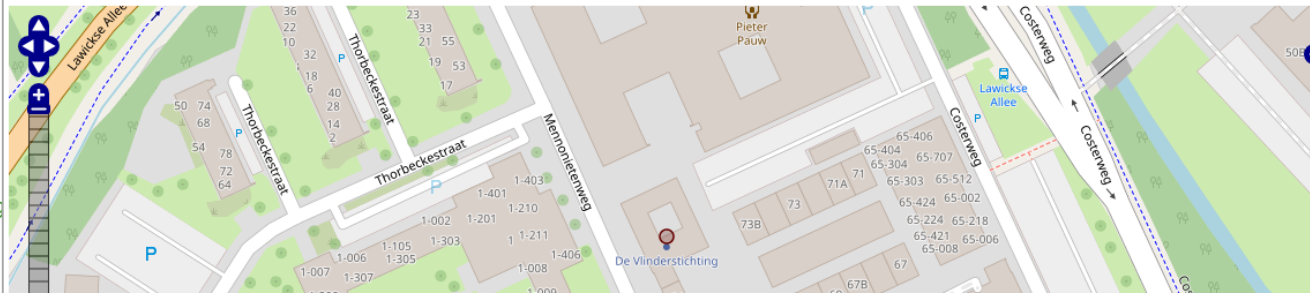 Lawickse Allee
50 74
68
54
78
72
64
P
Thorbeckestraat
36
22
10
32
18
6
40
28
14
2
P
Thorbeckestraat
23
33
21
55
19
53
17
Thorbeckestraat
P
P
1-403
1-401
1-210
1-201
1-211
1-002
1-303
1-105
1-305
1-006
1-007
1-307
1-406
1-008
1-009
Mennonietenweg
Pieter
Pauw
P
De Vlinderstichting
73B
73
71A
71
65-406
65-404
65-304
65-707
65-303
65-512
65-424
65-002
65-224
65-218
65-421
65-006
65-008
67
67B
Costerweg
P
Lawickse
Allee
Costerweg
Costerweg
50B